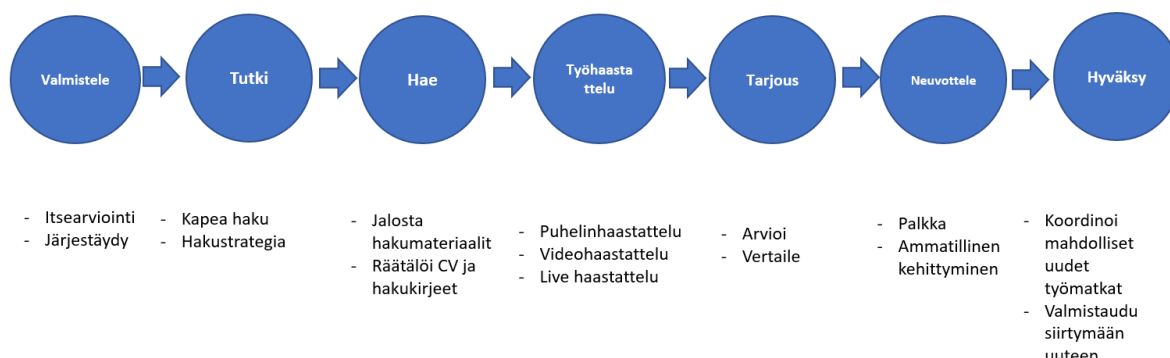 Valmistele
Tutki
Hae
Työhaasta
ttelu
Tarjous
Neuvottele
Hyväksy
- Itsearviointi
- Järjestäydy
- Kapea haku
- Hakustrategia
- Jalosta
hakumateriaalit
- Räätälöi CV ja
hakukirjeet
- Puhelinhaastattelu
- Videohaastattelu
- Live haastattelu
- Arvioi
- Vertaile
- Palkka
- Ammatillinen
kehittyminen
- Koordinoi
mahdolliset
uudet
työmatkat
- Valmistaudu
siirtymään
uuteen